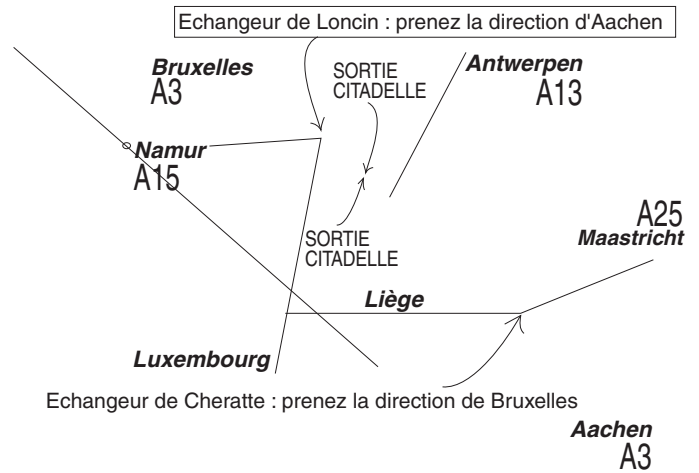 Echangeur de Loncin : prenez la direction d'Aachen
Bruxelles
A3
SORTIE
CITADELLE
Antwerpen
A13
Namur
A15
A25
Maastricht
SORTIE
CITADELLE
Liège
Luxembourg
Echangeur de Cheratte : prenez la direction de Bruxelles
Aachen
A3